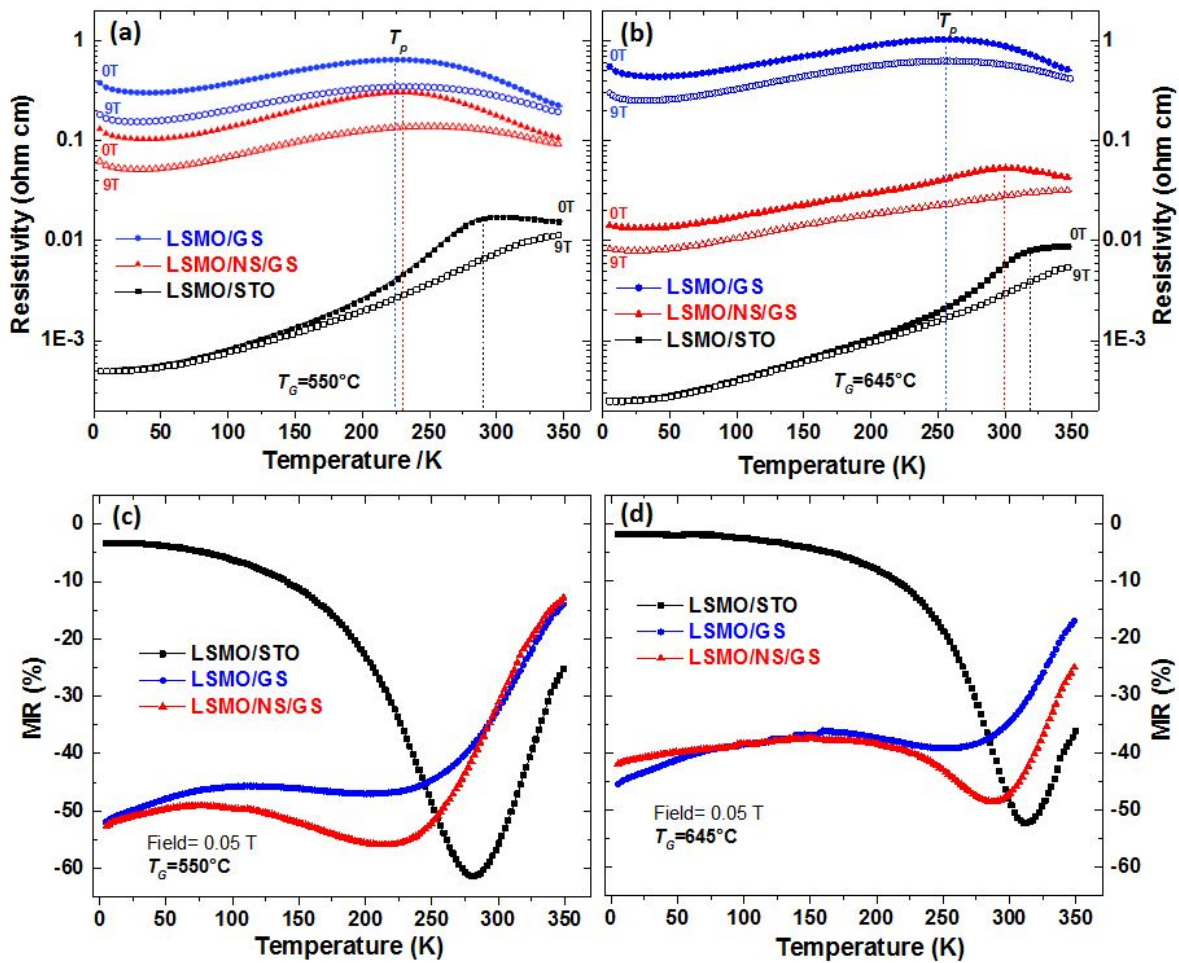 (a)
T_p
1
0T
9T
0.1
0T
9T
0.01
0T
9T
1E-3
LSMO/GS
LSMO/NS/GS
LSMO/STO
T_G=550°C
Resistivity (ohm cm)
0 50 100 150 200 250 300 350
Temperature /K
(b)
T_p
1
0T
9T
0.1
0T
9T
0.01
0T
9T
1E-3
LSMO/GS
LSMO/NS/GS
LSMO/STO
T_G=645°C
Resistivity (ohm cm)
0 50 100 150 200 250 300 350
Temperature (K)
(c)
0
-10
-20
-30
-40
-50
-60
MR (%)
LSMO/STO
LSMO/GS
LSMO/NS/GS
Field= 0.05 T
T_G=550°C
0 50 100 150 200 250 300 350
Temperature (K)
(d)
0
-10
-20
-30
-40
-50
-60
MR (%)
LSMO/STO
LSMO/GS
LSMO/NS/GS
Field= 0.05 T
T_G=645°C
0 50 100 150 200 250 300 350
Temperature (K)